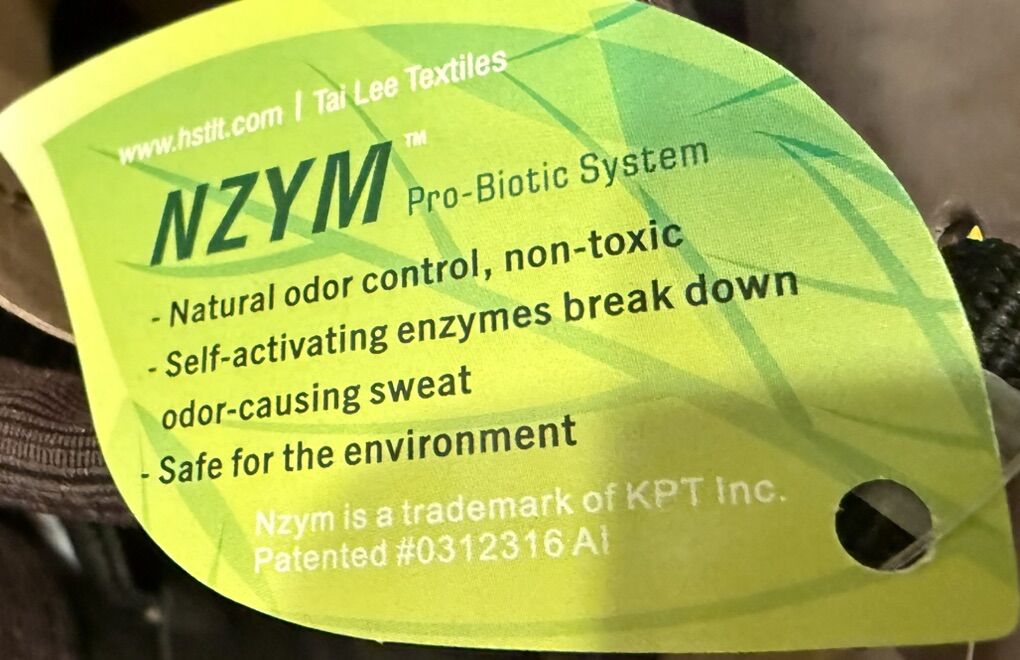 www.hstlt.com | Tai Lee Textiles
NZYM™ Pro-Biotic System
- Natural odor control, non-toxic
- Self-activating enzymes break down
odor-causing sweat
- Safe for the environment
Nzym is a trademark of KPT Inc.
Patented #0312316 Al